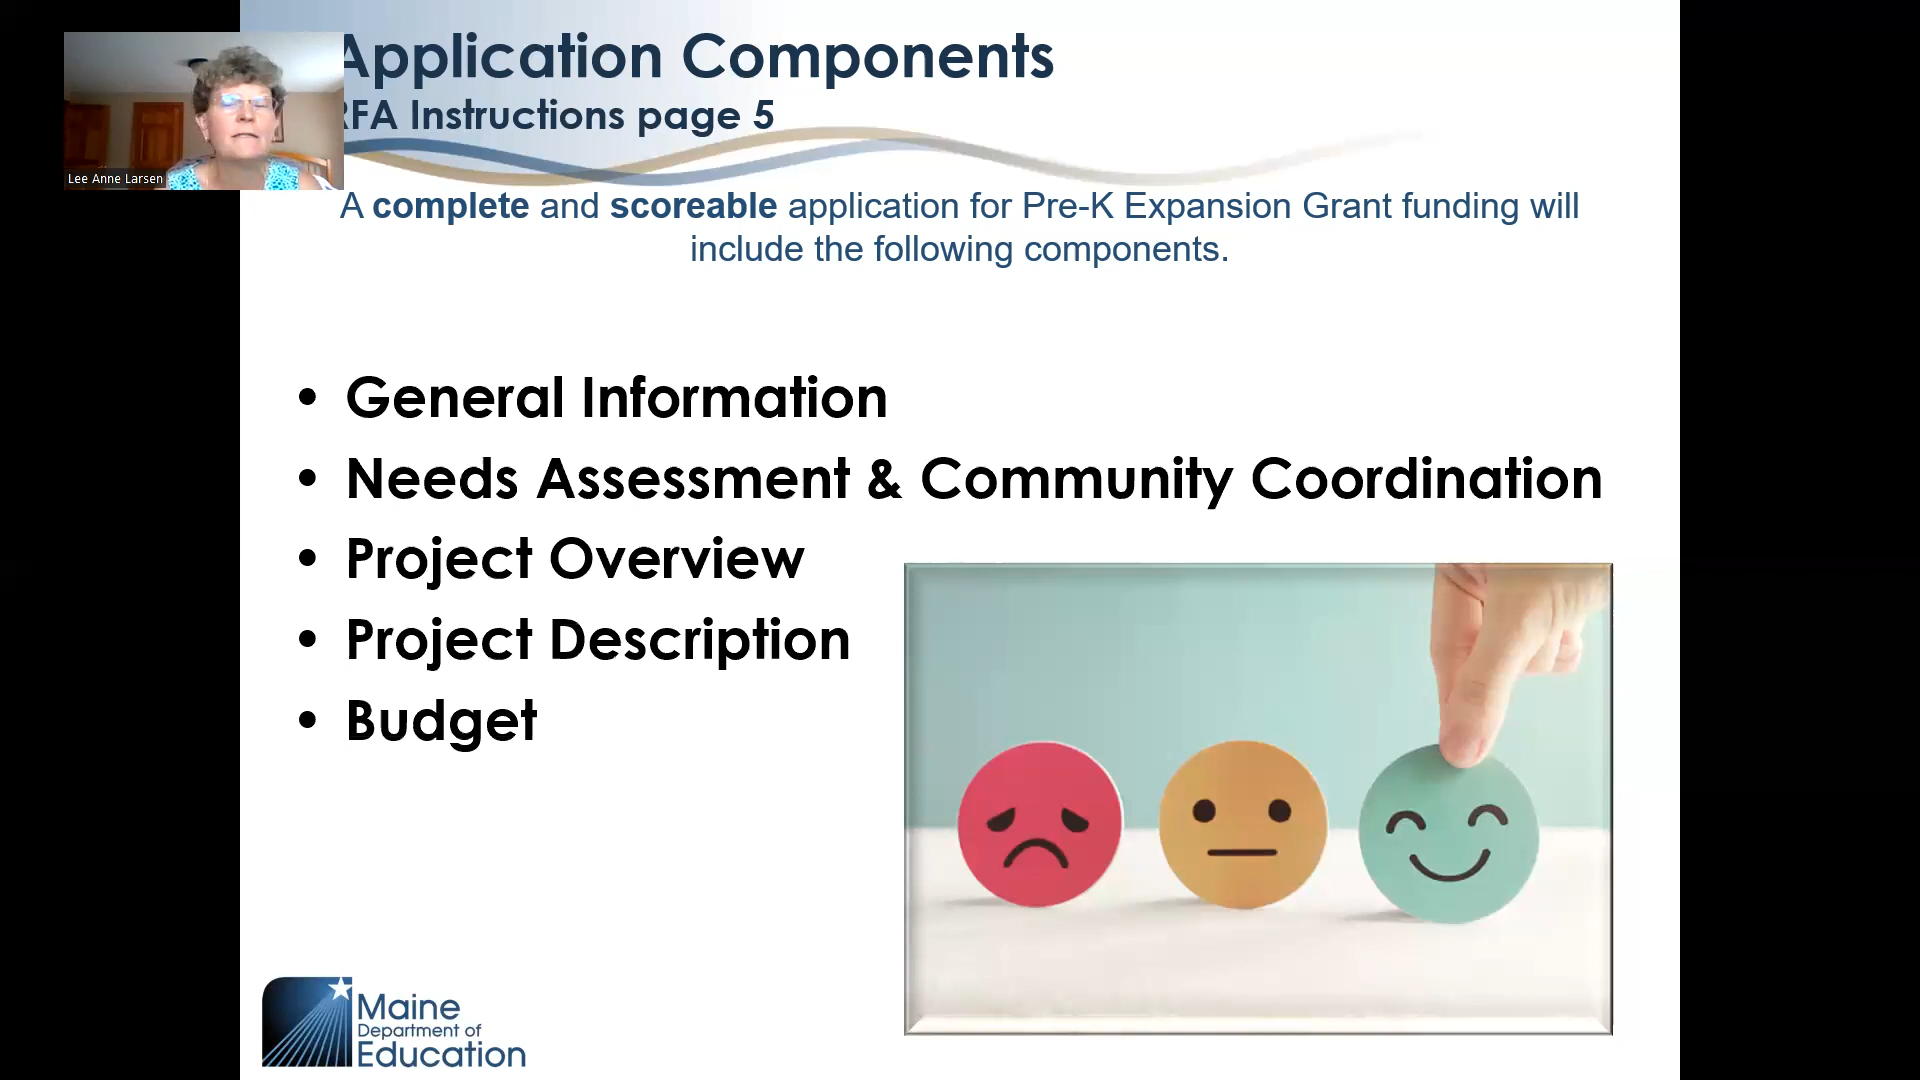 Application Components
RFA Instructions page 5
Lee Anne Larsen
A complete and scoreable application for Pre-K Expansion Grant funding will
include the following components.
• General Information
• Needs Assessment & Community Coordination
• Project Overview
• Project Description
• Budget
Maine
Department of
Education